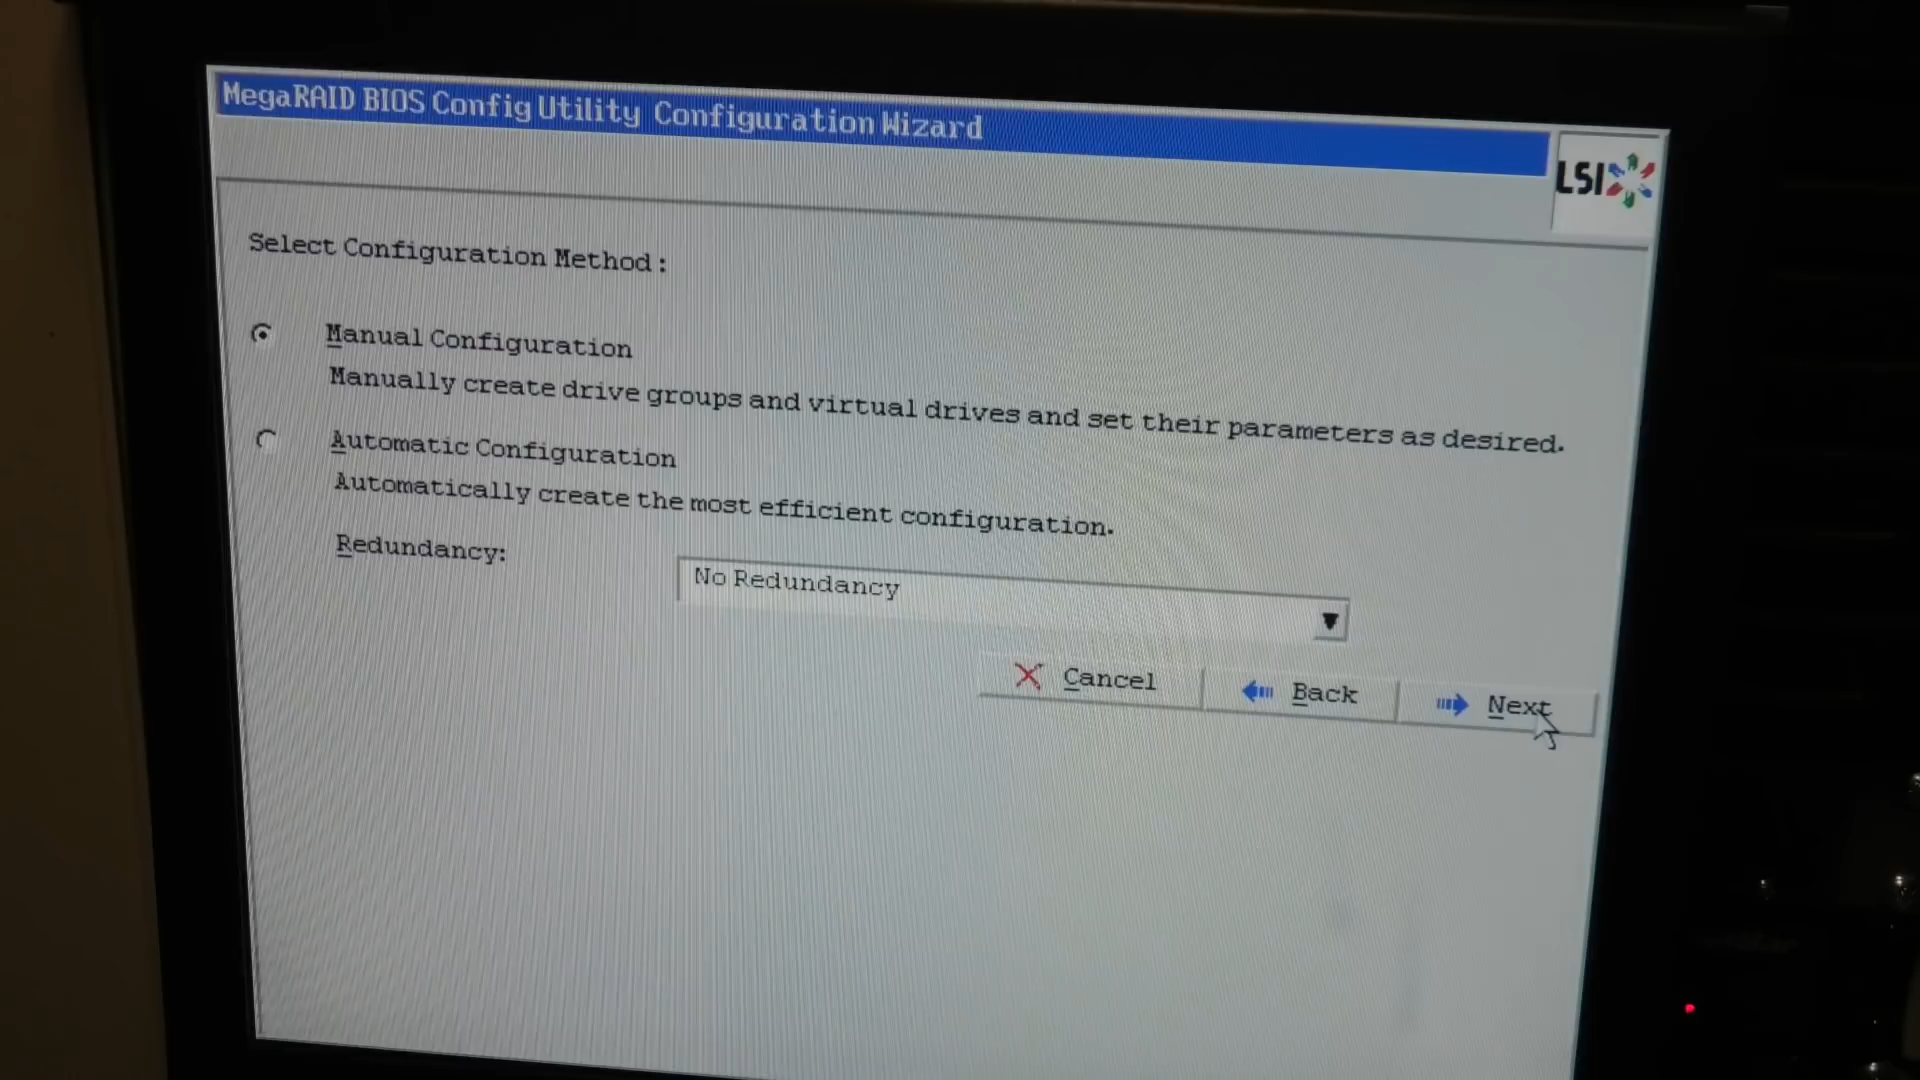 MegaRAID BIOS Config Utility Configuration Wizard
LSI
Select Configuration Method:
Manual Configuration
Manually create drive groups and virtual drives and set their parameters as desired.
Automatic Configuration
Automatically create the most efficient configuration.
Redundancy:
No Redundancy
Cancel
Back
Next